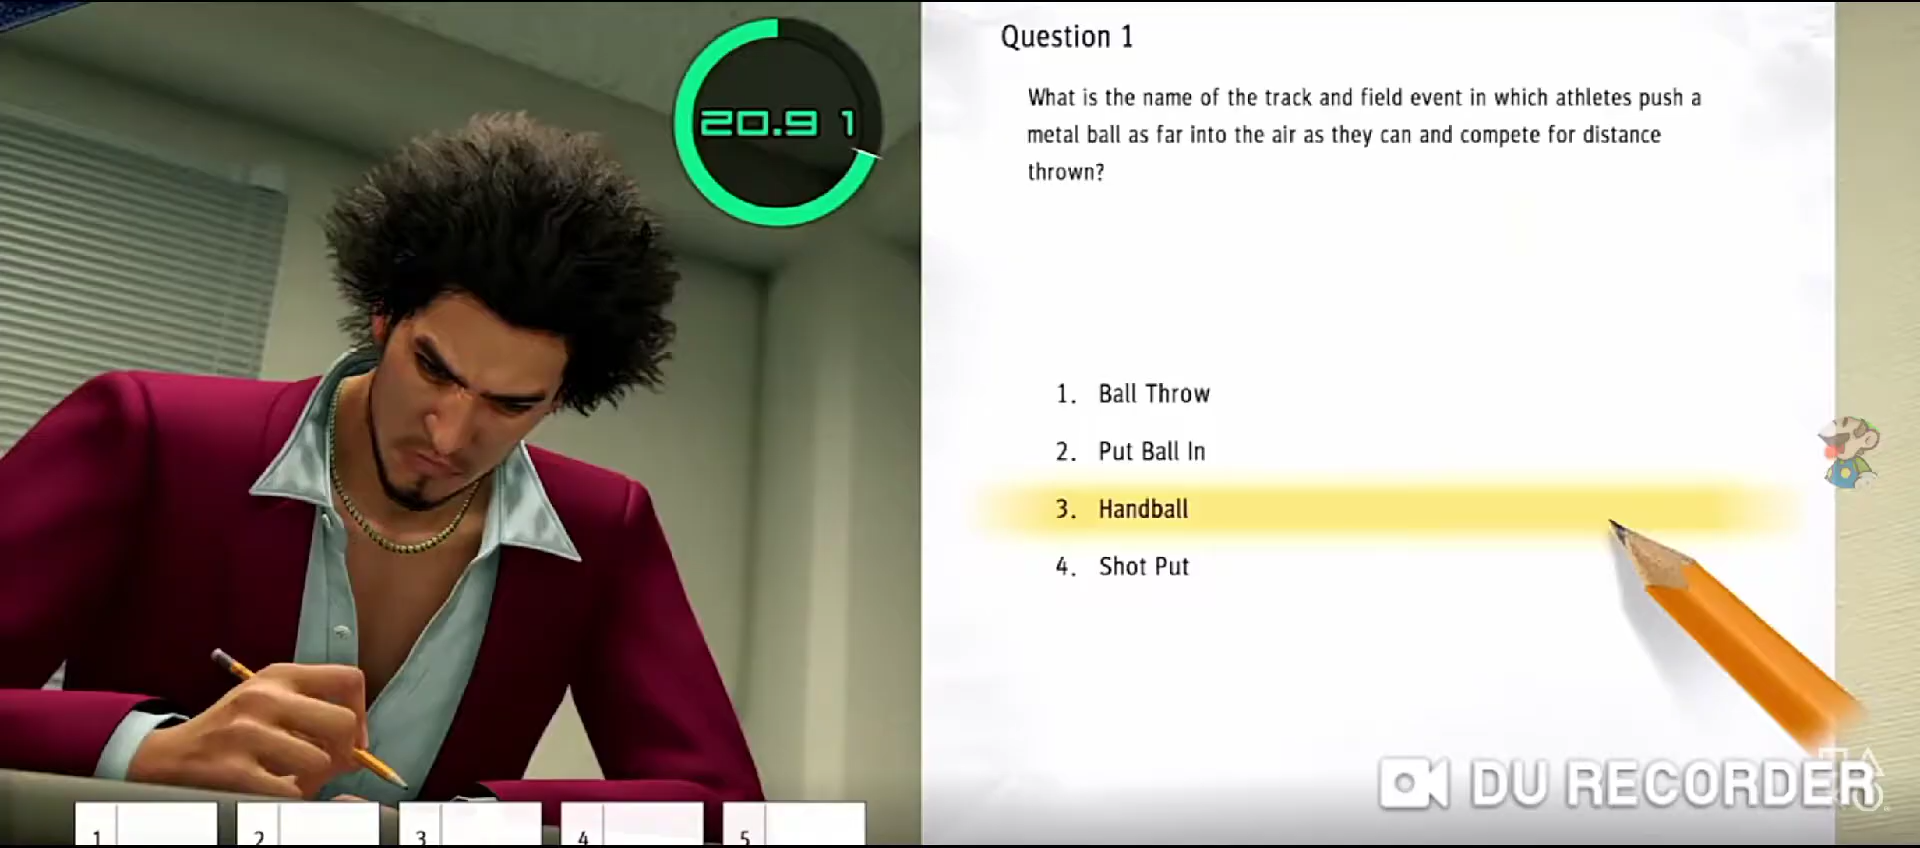 20.91
Question 1
What is the name of the track and field event in which athletes push a
metal ball as far into the air as they can and compete for distance
thrown?
1. Ball Throw
2. Put Ball In
3. Handball
4. Shot Put
DU RECORDER
1 2 3 4 5